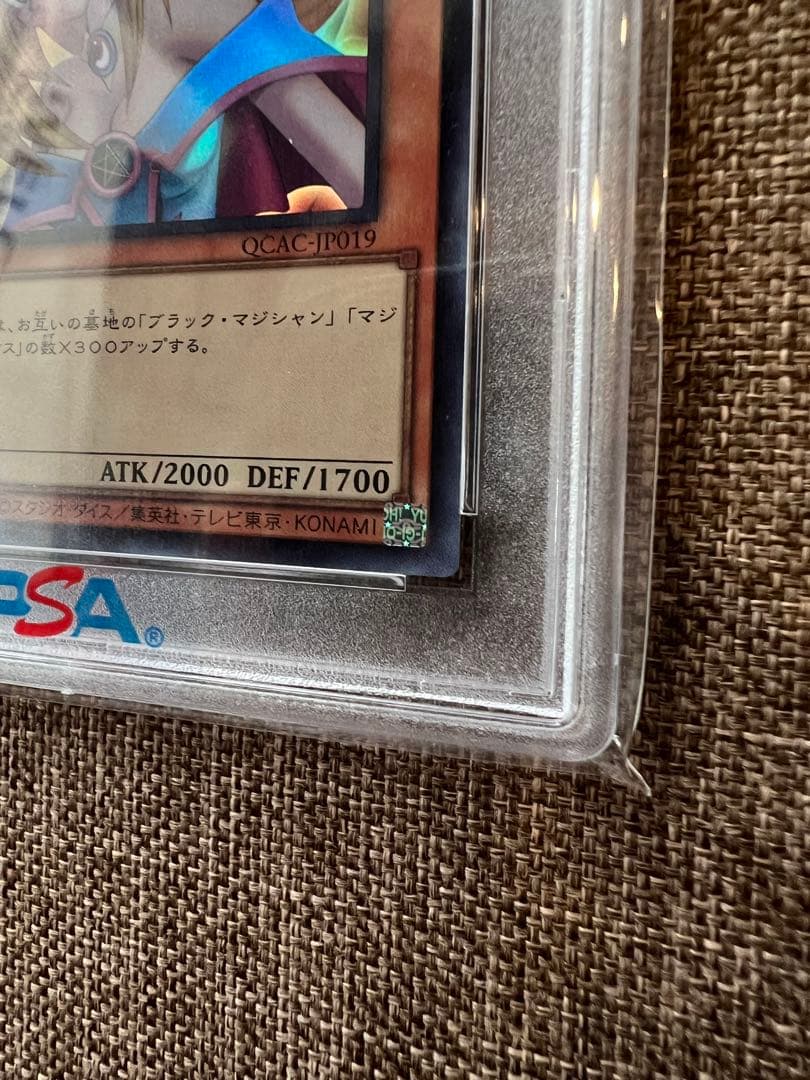 QCAC-JP019
は、お互いの墓地の「ブラック・マジシャン」「マジ
ス」の数×300アップする。
ATK/2000 DEF/1700
©スタジオ・ダイス/集英社・テレビ東京・KONAMI
PSA®